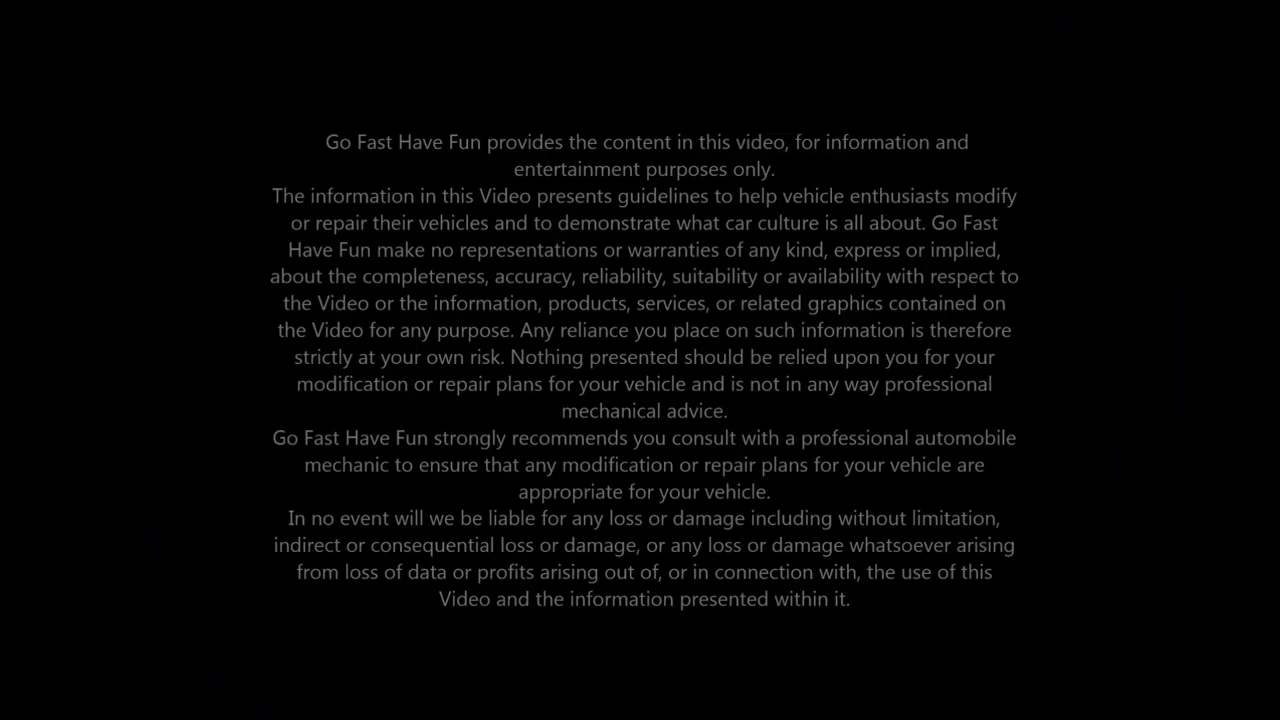 Go Fast Have Fun provides the content in this video, for information and
entertainment purposes only.
The information in this Video presents guidelines to help vehicle enthusiasts modify
or repair their vehicles and to demonstrate what car culture is all about. Go Fast
Have Fun make no representations or warranties of any kind, express or implied,
about the completeness, accuracy, reliability, suitability or availability with respect to
the Video or the information, products, services, or related graphics contained on
the Video for any purpose. Any reliance you place on such information is therefore
strictly at your own risk. Nothing presented should be relied upon you for your
modification or repair plans for your vehicle and is not in any way professional
mechanical advice.
Go Fast Have Fun strongly recommends you consult with a professional automobile
mechanic to ensure that any modification or repair plans for your vehicle are
appropriate for your vehicle.
In no event will we be liable for any loss or damage including without limitation,
indirect or consequential loss or damage, or any loss or damage whatsoever arising
from loss of data or profits arising out of, or in connection with, the use of this
Video and the information presented within it.